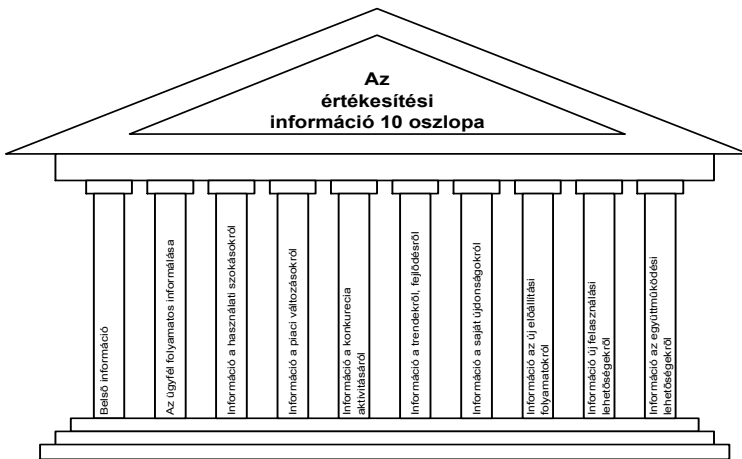 Az
értékesítési
információ 10 oszlopa
Belső információ
Az ügyfél folyamatos informálása
Információ a használati szokásokról
Információ a piaci változásokról
Információ a konkurecia
aktivitásáról
Információ a trendekről, fejlődésről
Információ a saját újdonságokról
Információ az új előállítási
folyamatokról
Információ új felasználási
lehetőségekről
Információ az együttműködési
lehetőségekről